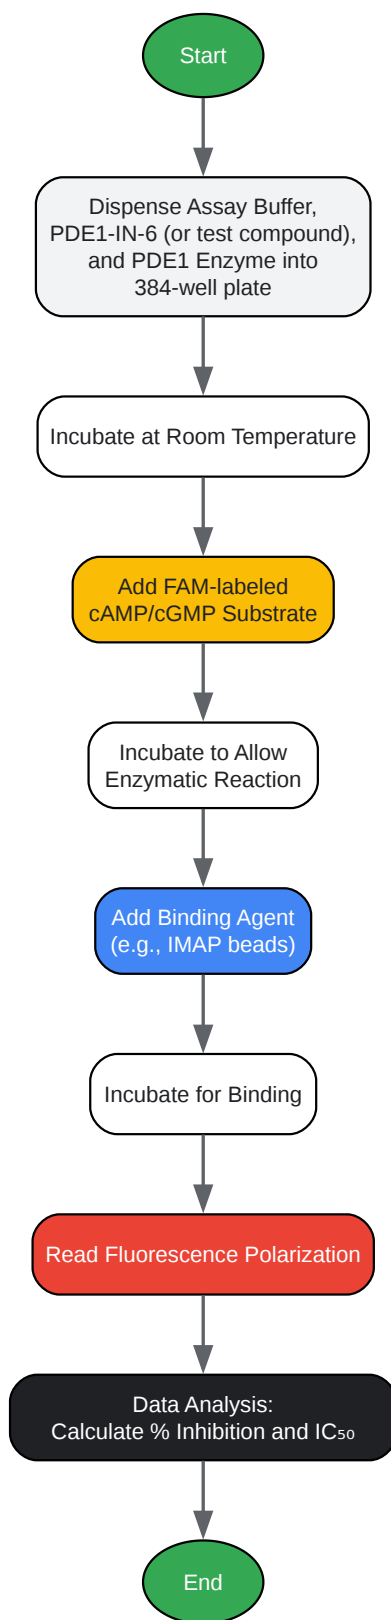 Start
Dispense Assay Buffer,
PDE1-IN-6 (or test compound),
and PDE1 Enzyme into
384-well plate
Incubate at Room Temperature
Add FAM-labeled
cAMP/cGMP Substrate
Incubate to Allow
Enzymatic Reaction
Add Binding Agent
(e.g., IMAP beads)
Incubate for Binding
Read Fluorescence Polarization
Data Analysis:
Calculate % Inhibition and IC₅₀
End